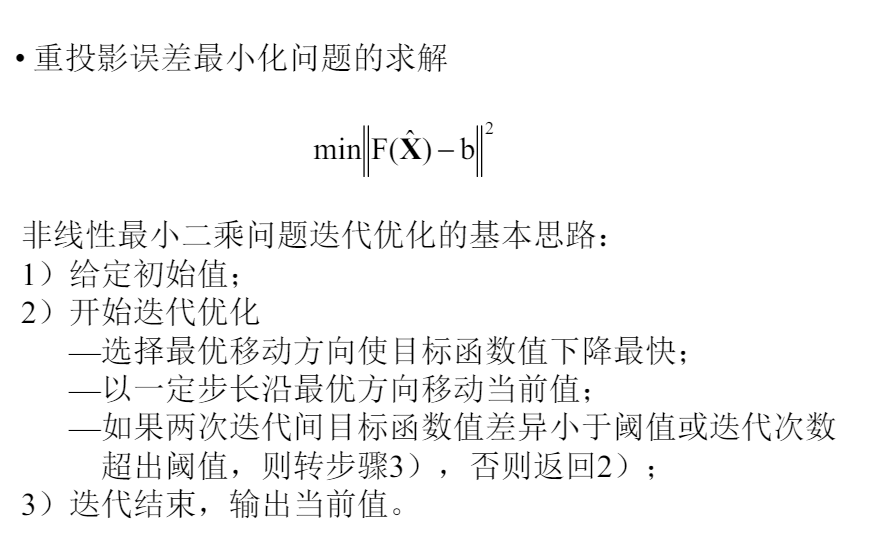 • 重投影误差最小化问题的求解
min‖F(X̂)−b‖²
非线性最小二乘问题迭代优化的基本思路：
1）给定初始值；
2）开始迭代优化
—选择最优移动方向使目标函数值下降最快；
—以一定步长沿最优方向移动当前值；
—如果两次迭代间目标函数值差异小于阈值或迭代次数
超出阈值，则转步骤3），否则返回2）；
3）迭代结束，输出当前值。